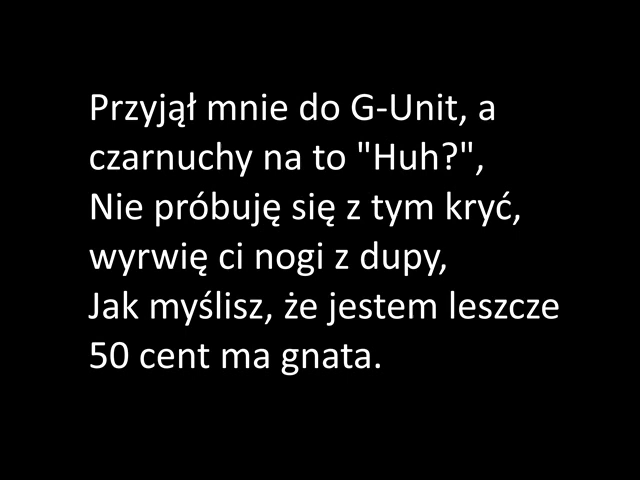 Przyjął mnie do G-Unit, a
czarnuchy na to "Huh?",
Nie próbuję się z tym kryć,
wyrwię ci nogi z dupy,
Jak myślisz, że jestem leszcze
50 cent ma gnata.